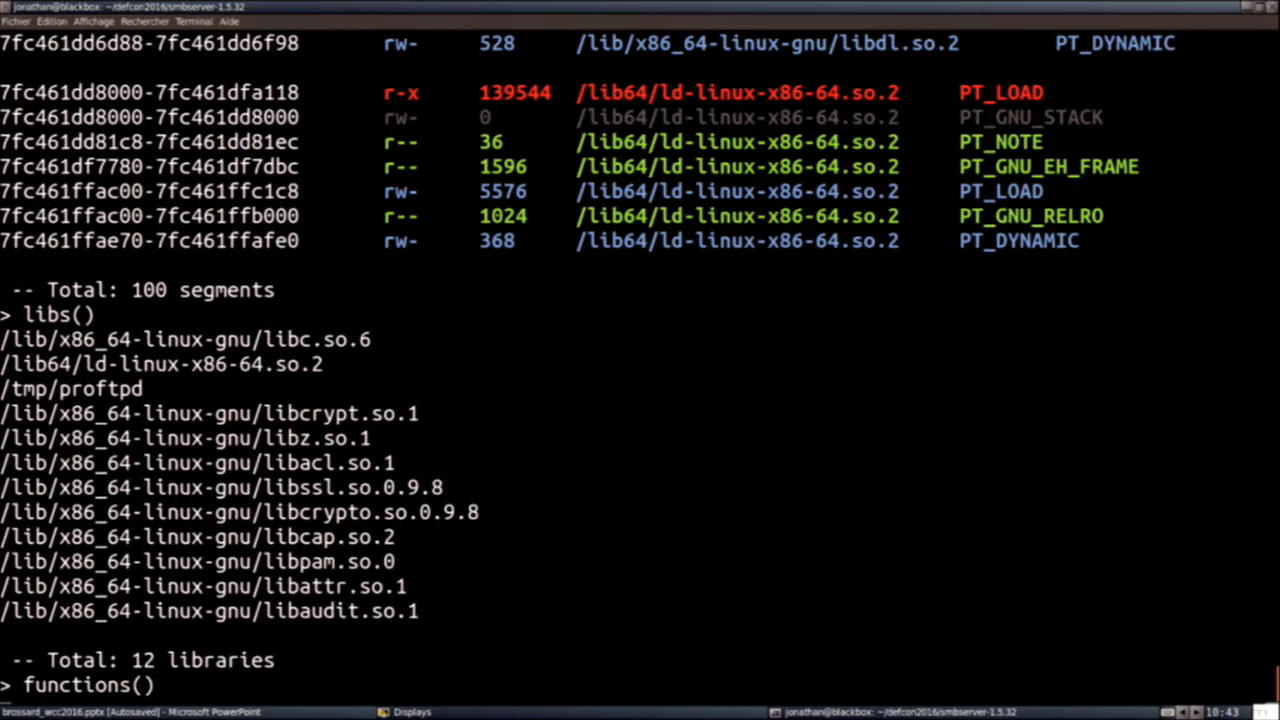 jonathan@blackbox: ~/defcon2016/smbserver-1.5.32
Fichier Edition Affichage Rechercher Terminal Aide
7fc461dd6d88-7fc461dd6f98 rw- 528 /lib/x86_64-linux-gnu/libdl.so.2 PT_DYNAMIC
7fc461dd8000-7fc461dfa118 r-x 139544 /lib64/ld-linux-x86-64.so.2 PT_LOAD
7fc461dd8000-7fc461dd8000 rw- 0 /lib64/ld-linux-x86-64.so.2 PT_GNU_STACK
7fc461dd81c8-7fc461dd81ec r-- 36 /lib64/ld-linux-x86-64.so.2 PT_NOTE
7fc461df7780-7fc461df7dbc r-- 1596 /lib64/ld-linux-x86-64.so.2 PT_GNU_EH_FRAME
7fc461ffac00-7fc461ffc1c8 rw- 5576 /lib64/ld-linux-x86-64.so.2 PT_LOAD
7fc461ffac00-7fc461ffb000 r-- 1024 /lib64/ld-linux-x86-64.so.2 PT_GNU_RELRO
7fc461ffae70-7fc461ffafe0 rw- 368 /lib64/ld-linux-x86-64.so.2 PT_DYNAMIC
-- Total: 100 segments
> libs()
/lib/x86_64-linux-gnu/libc.so.6
/lib64/ld-linux-x86-64.so.2
/tmp/proftpd
/lib/x86_64-linux-gnu/libcrypt.so.1
/lib/x86_64-linux-gnu/libz.so.1
/lib/x86_64-linux-gnu/libacl.so.1
/lib/x86_64-linux-gnu/libssl.so.0.9.8
/lib/x86_64-linux-gnu/libcrypto.so.0.9.8
/lib/x86_64-linux-gnu/libcap.so.2
/lib/x86_64-linux-gnu/libpam.so.0
/lib/x86_64-linux-gnu/libattr.so.1
/lib/x86_64-linux-gnu/libaudit.so.1
-- Total: 12 libraries
> functions()
brossard_wcc2016.pptx [Autosaved] - Microsoft PowerPoint Displays jonathan@blackbox: ~/defcon2016/smbserver-1.5.32 10:43